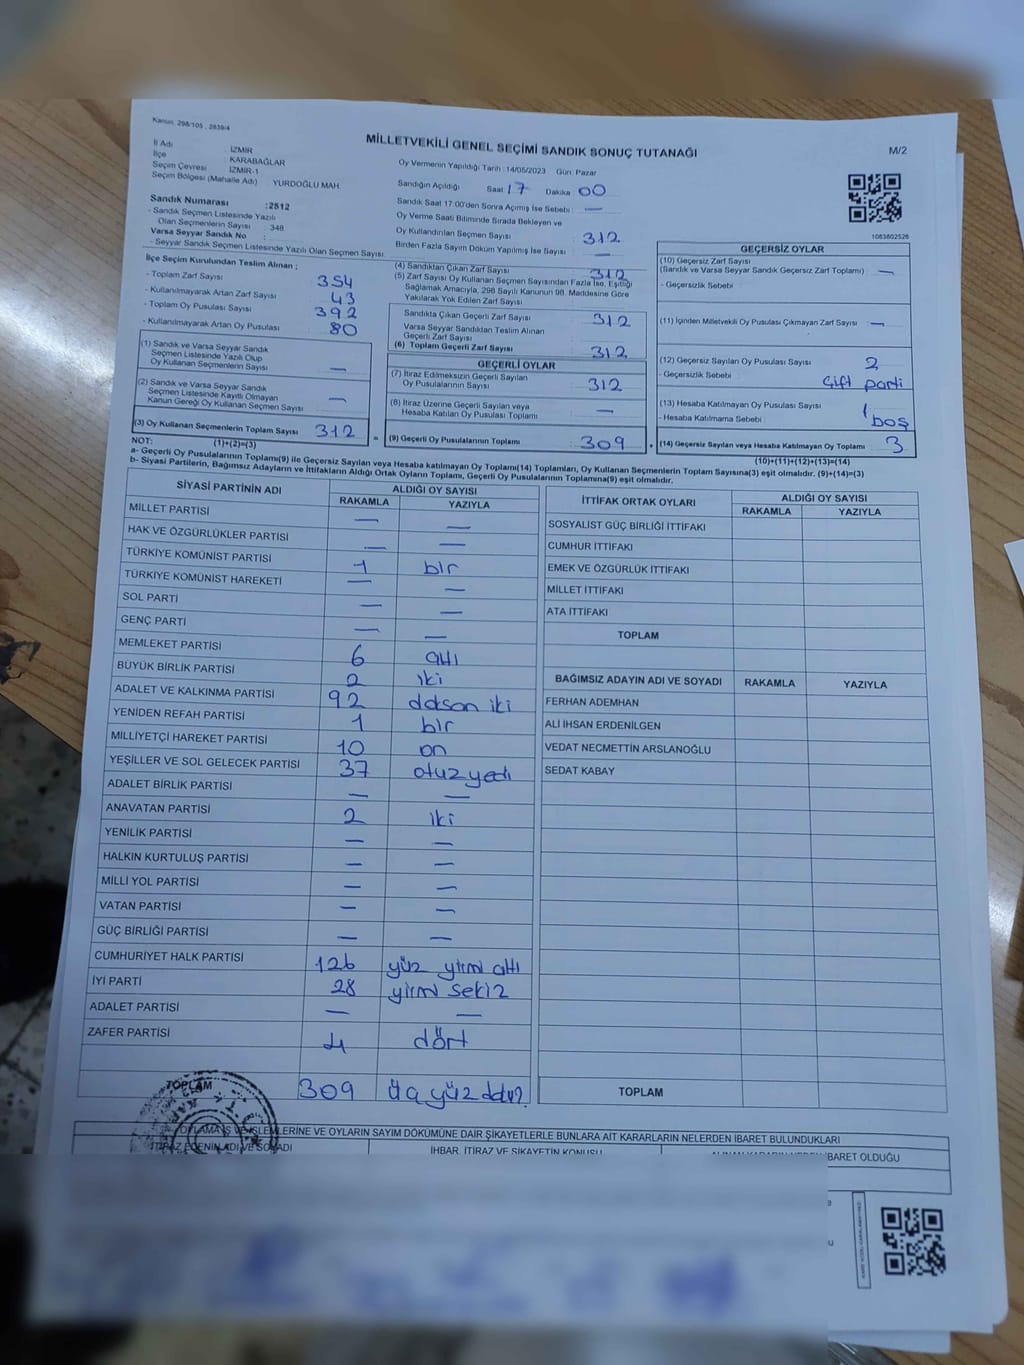 Kanun: 298/105 , 2839/4
MİLLETVEKİLİ GENEL SEÇİMİ SANDIK SONUÇ TUTANAĞI
M/2
İl Adı : İZMİR
İlçe : KARABAĞLAR
Seçim Çevresi : İZMİR-1
Seçim Bölgesi (Mahalle Adı) : YURDOĞLU MAH.
Sandık Numarası :2512
- Sandık Seçmen Listesinde Yazılı
Olan Seçmenlerin Sayısı : 348
Varsa Seyyar Sandık No :
- Seyyar Sandık Seçmen Listesinde Yazılı Olan Seçmen Sayısı:
Oy Vermenin Yapıldığı Tarih :14/05/2023 Gün: Pazar
Sandığın Açıldığı Saat 17 Dakika 00
Sandık Saat 17:00'den Sonra Açımış İse Sebebi : —
Oy Verme Saati Bitiminde Sırada Bekleyen ve
Oy Kullandırılan Seçmen Sayısı : 312
Birden Fazla Sayım Döküm Yapılmış İse Sayısı : —
1083802526
İlçe Seçim Kurulundan Teslim Alınan ;
- Toplam Zarf Sayısı : 354
- Kullanılmayarak Artan Zarf Sayısı : 43
- Toplam Oy Pusulası Sayısı : 392
- Kullanılmayarak Artan Oy Pusulası : 80
(4) Sandıktan Çıkan Zarf Sayısı : 312
(5) Zarf Sayısı Oy Kullanan Seçmen Sayısından Fazla İse, Eşitliği
Sağlamak Amacıyla, 298 Sayılı Kanunun 98. Maddesine Göre
Yakılarak Yok Edilen Zarf Sayısı
Sandıkta Çıkan Geçerli Zarf Sayısı : 312
Varsa Seyyar Sandıktan Teslim Alınan
Geçerli Zarf Sayısı
(6) Toplam Geçerli Zarf Sayısı : 312
GEÇERSİZ OYLAR
(10) Geçersiz Zarf Sayısı
(Sandık ve Varsa Seyyar Sandık Geçersiz Zarf Toplamı) : —
- Geçersizlik Sebebi :
(11) İçinden Milletvekili Oy Pusulası Çıkmayan Zarf Sayısı : —
(12) Geçersiz Sayılan Oy Pusulası Sayısı : 2
- Geçersizlik Sebebi : Çift parti
(13) Hesaba Katılmayan Oy Pusulası Sayısı : 1
- Hesaba Katılmama Sebebi : boş
(14) Geçersiz Sayılan veya Hesaba Katılmayan Oy Toplamı : 3
(10)+(11)+(12)+(13)=(14)
(1) Sandık ve Varsa Seyyar Sandık
Seçmen Listesinde Yazılı Olup
Oy Kullanan Seçmenlerin Sayısı : —
(2) Sandık ve Varsa Seyyar Sandık
Seçmen Listesinde Kayıtlı Olmayan
Kanun Gereği Oy Kullanan Seçmen Sayısı : —
(3) Oy Kullanan Seçmenlerin Toplam Sayısı : 312 =
(1)+(2)=(3)
GEÇERLİ OYLAR
(7) İtiraz Edilmeksizin Geçerli Sayılan
Oy Pusulalarının Sayısı : 312
(8) İtiraz Üzerine Geçerli Sayılan veya
Hesaba Katılan Oy Pusulası Toplamı : —
(9) Geçerli Oy Pusulalarının Toplamı : 309 +
NOT:
a- Geçerli Oy Pusulalarının Toplamı(9) ile Geçersiz Sayılan veya Hesaba katılmayan Oy Toplamı(14) Toplamları, Oy Kullanan Seçmenlerin Toplam Sayısına(3) eşit olmalıdır. (9)+(14)=(3)
b- Siyasi Partilerin, Bağımsız Adayların ve İttifakların Aldığı Ortak Oyların Toplamı, Geçerli Oy Pusulalarının Toplamına(9) eşit olmalıdır.
SİYASİ PARTİNİN ADI ALDIĞI OY SAYISI
RAKAMLA YAZIYLA
MİLLET PARTİSİ — —
HAK VE ÖZGÜRLÜKLER PARTİSİ — —
TÜRKİYE KOMÜNİST PARTİSİ 1 bir
TÜRKİYE KOMÜNİST HAREKETİ — —
SOL PARTİ — —
GENÇ PARTİ — —
MEMLEKET PARTİSİ 6 altı
BÜYÜK BİRLİK PARTİSİ 2 iki
ADALET VE KALKINMA PARTİSİ 92 doksan iki
YENİDEN REFAH PARTİSİ 1 bir
MİLLİYETÇİ HAREKET PARTİSİ 10 on
YEŞİLLER VE SOL GELECEK PARTİSİ 37 otuz yedi
ADALET BİRLİK PARTİSİ — —
ANAVATAN PARTİSİ 2 iki
YENİLİK PARTİSİ — —
HALKIN KURTULUŞ PARTİSİ — —
MİLLİ YOL PARTİSİ — —
VATAN PARTİSİ — —
GÜÇ BİRLİĞİ PARTİSİ — —
CUMHURİYET HALK PARTİSİ 126 yüz yirmi altı
İYİ PARTİ 28 yirmi sekiz
ADALET PARTİSİ — —
ZAFER PARTİSİ 4 dört
TOPLAM 309 üç yüz dokuz
İTTİFAK ORTAK OYLARI ALDIĞI OY SAYISI
RAKAMLA YAZIYLA
SOSYALİST GÜÇ BİRLİĞİ İTTİFAKI
CUMHUR İTTİFAKI
EMEK VE ÖZGÜRLÜK İTTİFAKI
MİLLET İTTİFAKI
ATA İTTİFAKI
TOPLAM
BAĞIMSIZ ADAYIN ADI VE SOYADI RAKAMLA YAZIYLA
FERHAN ADEMHAN
ALİ İHSAN ERDENİLGEN
VEDAT NECMETTİN ARSLANOĞLU
SEDAT KABAY
TOPLAM
İŞLEMLERİNE VE OYLARIN SAYIM DÖKÜMÜNE DAİR ŞİKAYETLERLE BUNLARA AİT KARARLARIN NELERDEN İBARET BULUNDUKLARI
İTİRAZ EDENİN ADI VE SOYADI İHBAR, İTİRAZ VE ŞİKAYETİN KONUSU İBARET OLDUĞU